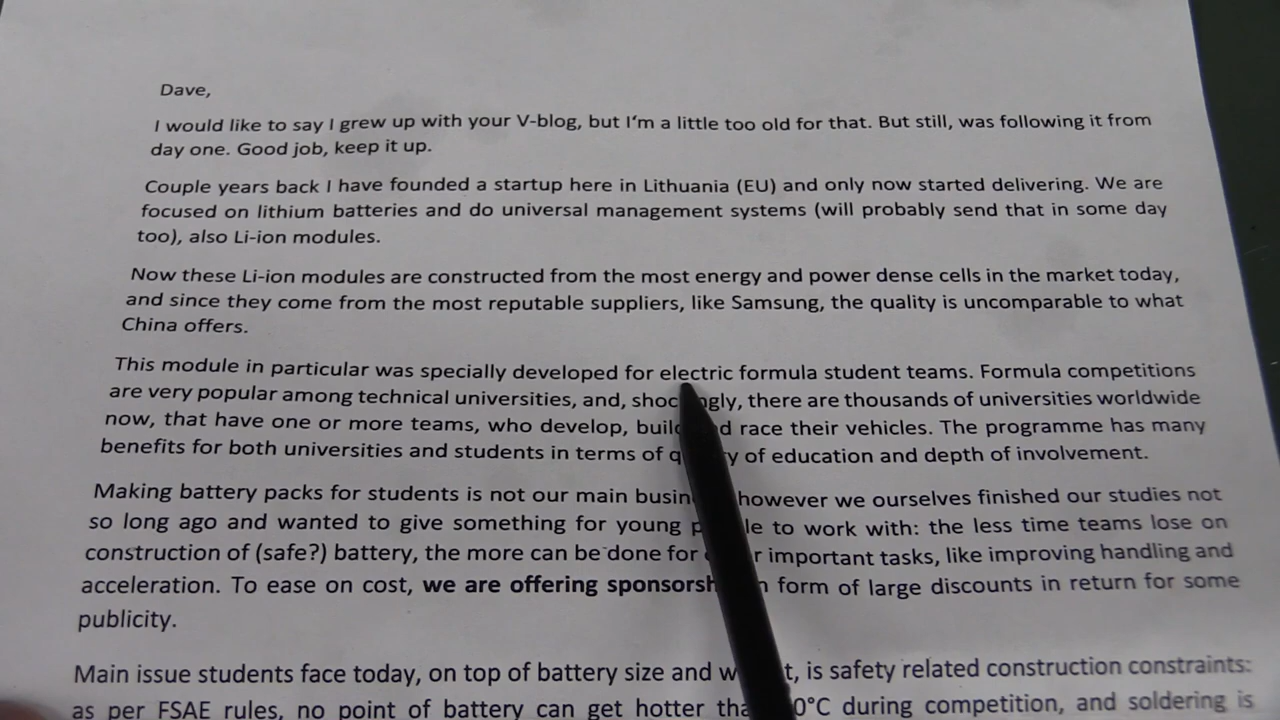 Dave,
I would like to say I grew up with your V-blog, but I'm a little too old for that. But still, was following it from
day one. Good job, keep it up.
Couple years back I have founded a startup here in Lithuania (EU) and only now started delivering. We are
focused on lithium batteries and do universal management systems (will probably send that in some day
too), also Li-ion modules.
Now these Li-ion modules are constructed from the most energy and power dense cells in the market today,
and since they come from the most reputable suppliers, like Samsung, the quality is uncomparable to what
China offers.
This module in particular was specially developed for electric formula student teams. Formula competitions
are very popular among technical universities, and, shockingly, there are thousands of universities worldwide
now, that have one or more teams, who develop, build and race their vehicles. The programme has many
benefits for both universities and students in terms of quality of education and depth of involvement.
Making battery packs for students is not our main business, however we ourselves finished our studies not
so long ago and wanted to give something for young people to work with: the less time teams lose on
construction of (safe?) battery, the more can be done for other important tasks, like improving handling and
acceleration. To ease on cost, we are offering sponsorship in form of large discounts in return for some
publicity.
Main issue students face today, on top of battery size and weight, is safety related construction constraints:
as per FSAE rules, no point of battery can get hotter than 0°C during competition, and soldering is